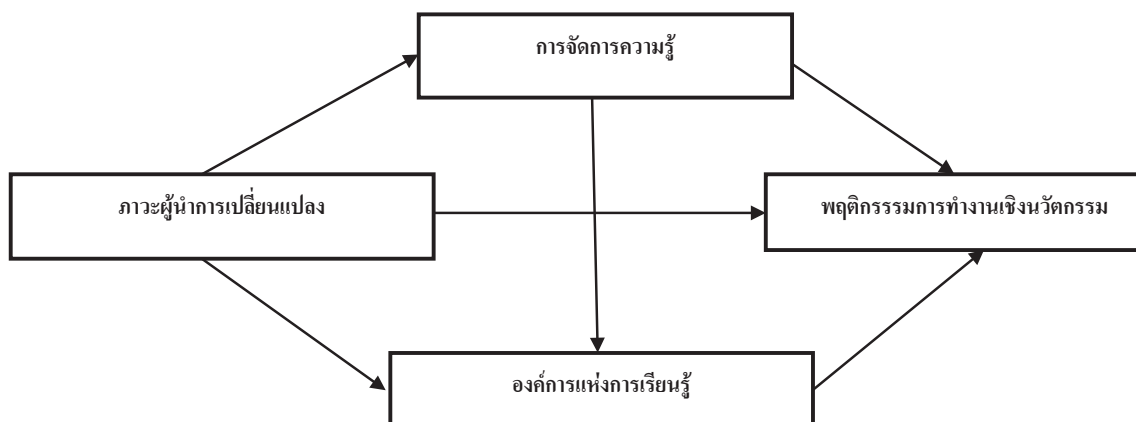 การจัดการความรู้
ภาวะผู้นำการเปลี่ยนแปลง
พฤติกรรรมการทำงานเชิงนวัตกรรม
องค์การแห่งการเรียนรู้